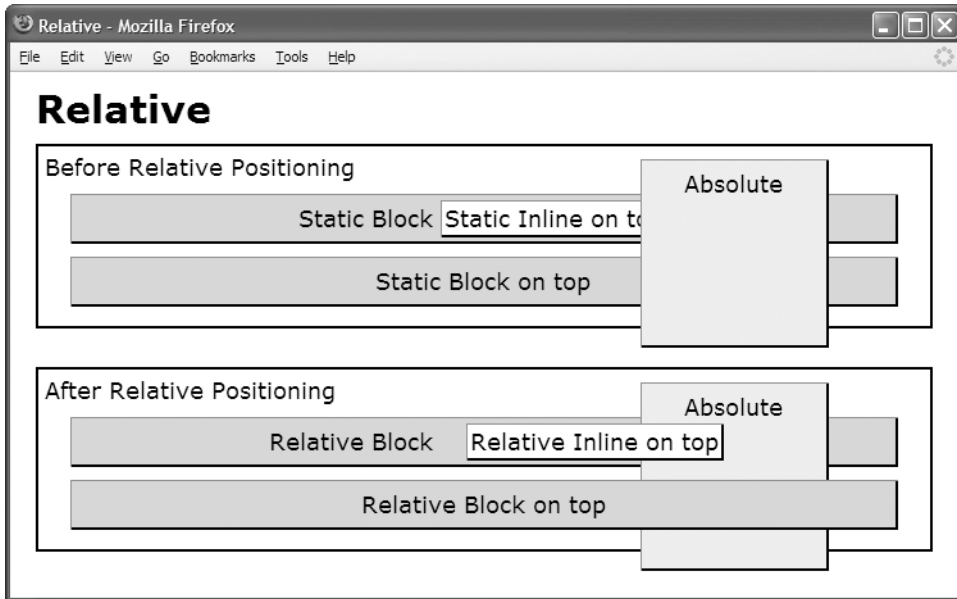 Relative - Mozilla Firefox
File Edit View Go Bookmarks Tools Help
Relative
Before Relative Positioning
Absolute
Static Block Static Inline on to
Static Block on top
After Relative Positioning
Absolute
Relative Block Relative Inline on top
Relative Block on top